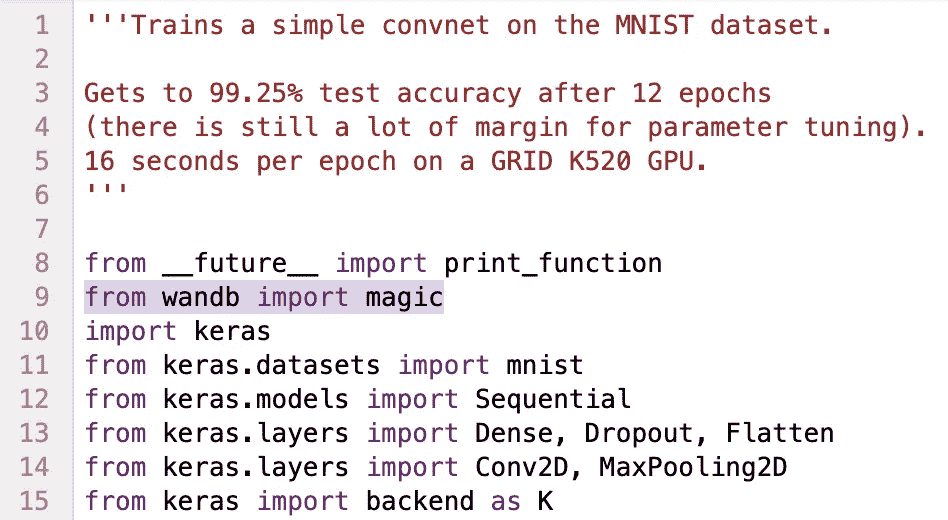 1 '''Trains a simple convnet on the MNIST dataset.
2
3 Gets to 99.25% test accuracy after 12 epochs
4 (there is still a lot of margin for parameter tuning).
5 16 seconds per epoch on a GRID K520 GPU.
6 '''
7
8 from __future__ import print_function
9 from wandb import magic
10 import keras
11 from keras.datasets import mnist
12 from keras.models import Sequential
13 from keras.layers import Dense, Dropout, Flatten
14 from keras.layers import Conv2D, MaxPooling2D
15 from keras import backend as K